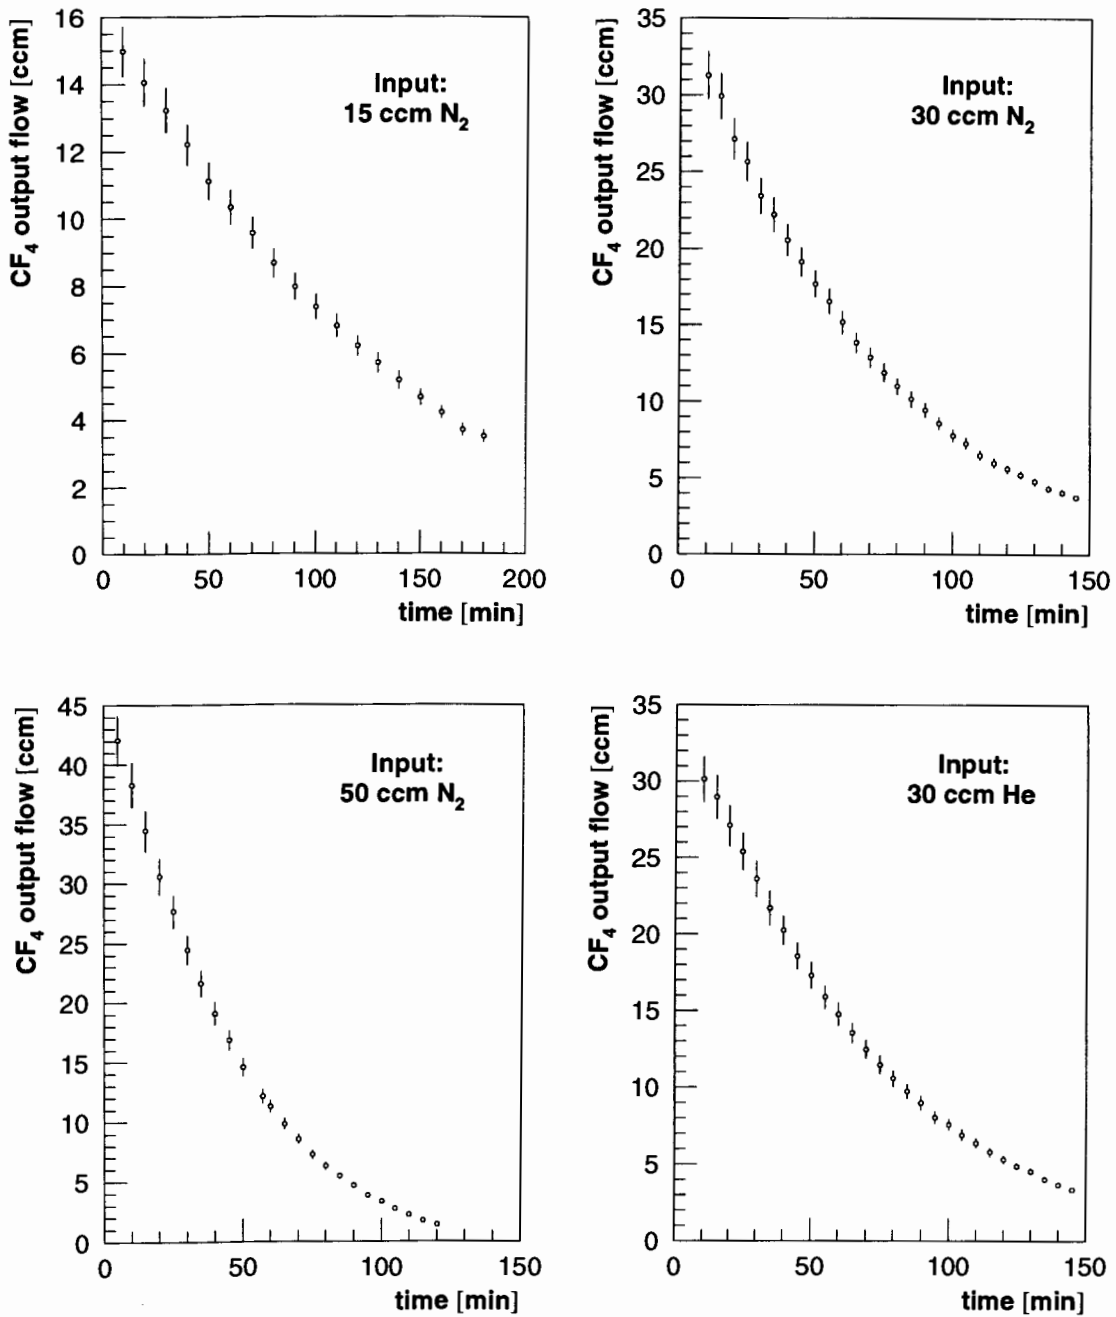 CF4 output flow [ccm]
16
14
12
10
8
6
4
2
0
Input:
15 ccm N2
0 50 100 150 200
time [min]
CF4 output flow [ccm]
35
30
25
20
15
10
5
0
Input:
30 ccm N2
0 50 100 150
time [min]
CF4 output flow [ccm]
45
40
35
30
25
20
15
10
5
0
Input:
50 ccm N2
0 50 100 150
time [min]
CF4 output flow [ccm]
35
30
25
20
15
10
5
0
Input:
30 ccm He
0 50 100 150
time [min]